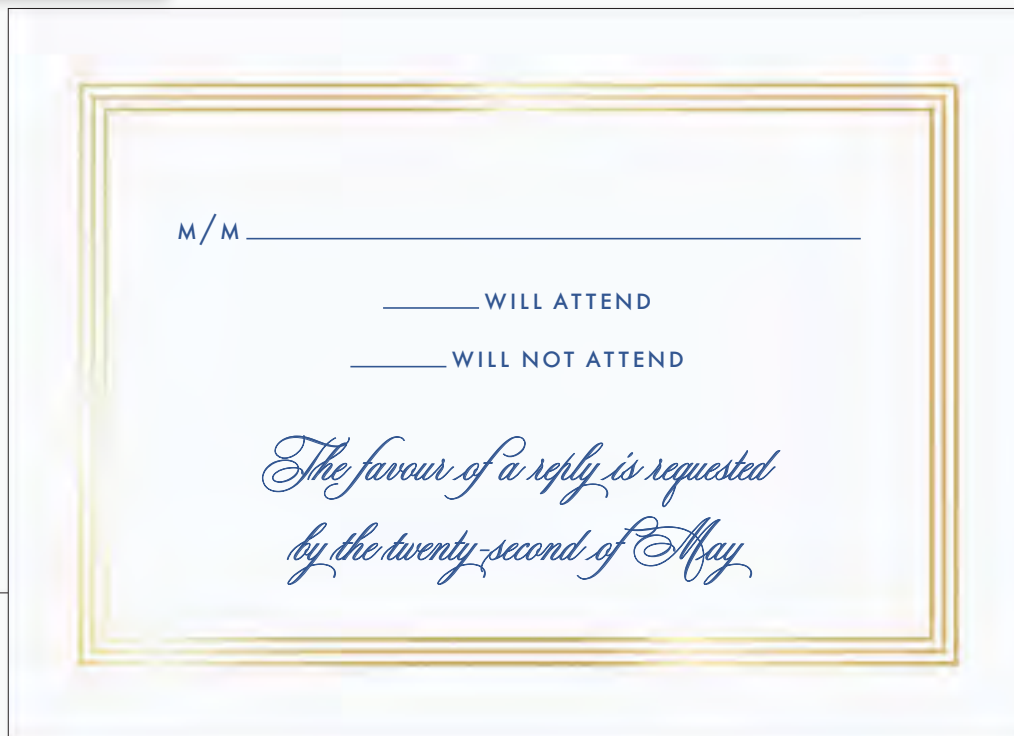 M/M
WILL ATTEND
WILL NOT ATTEND
The favour of a reply is requested
by the twenty-second of May